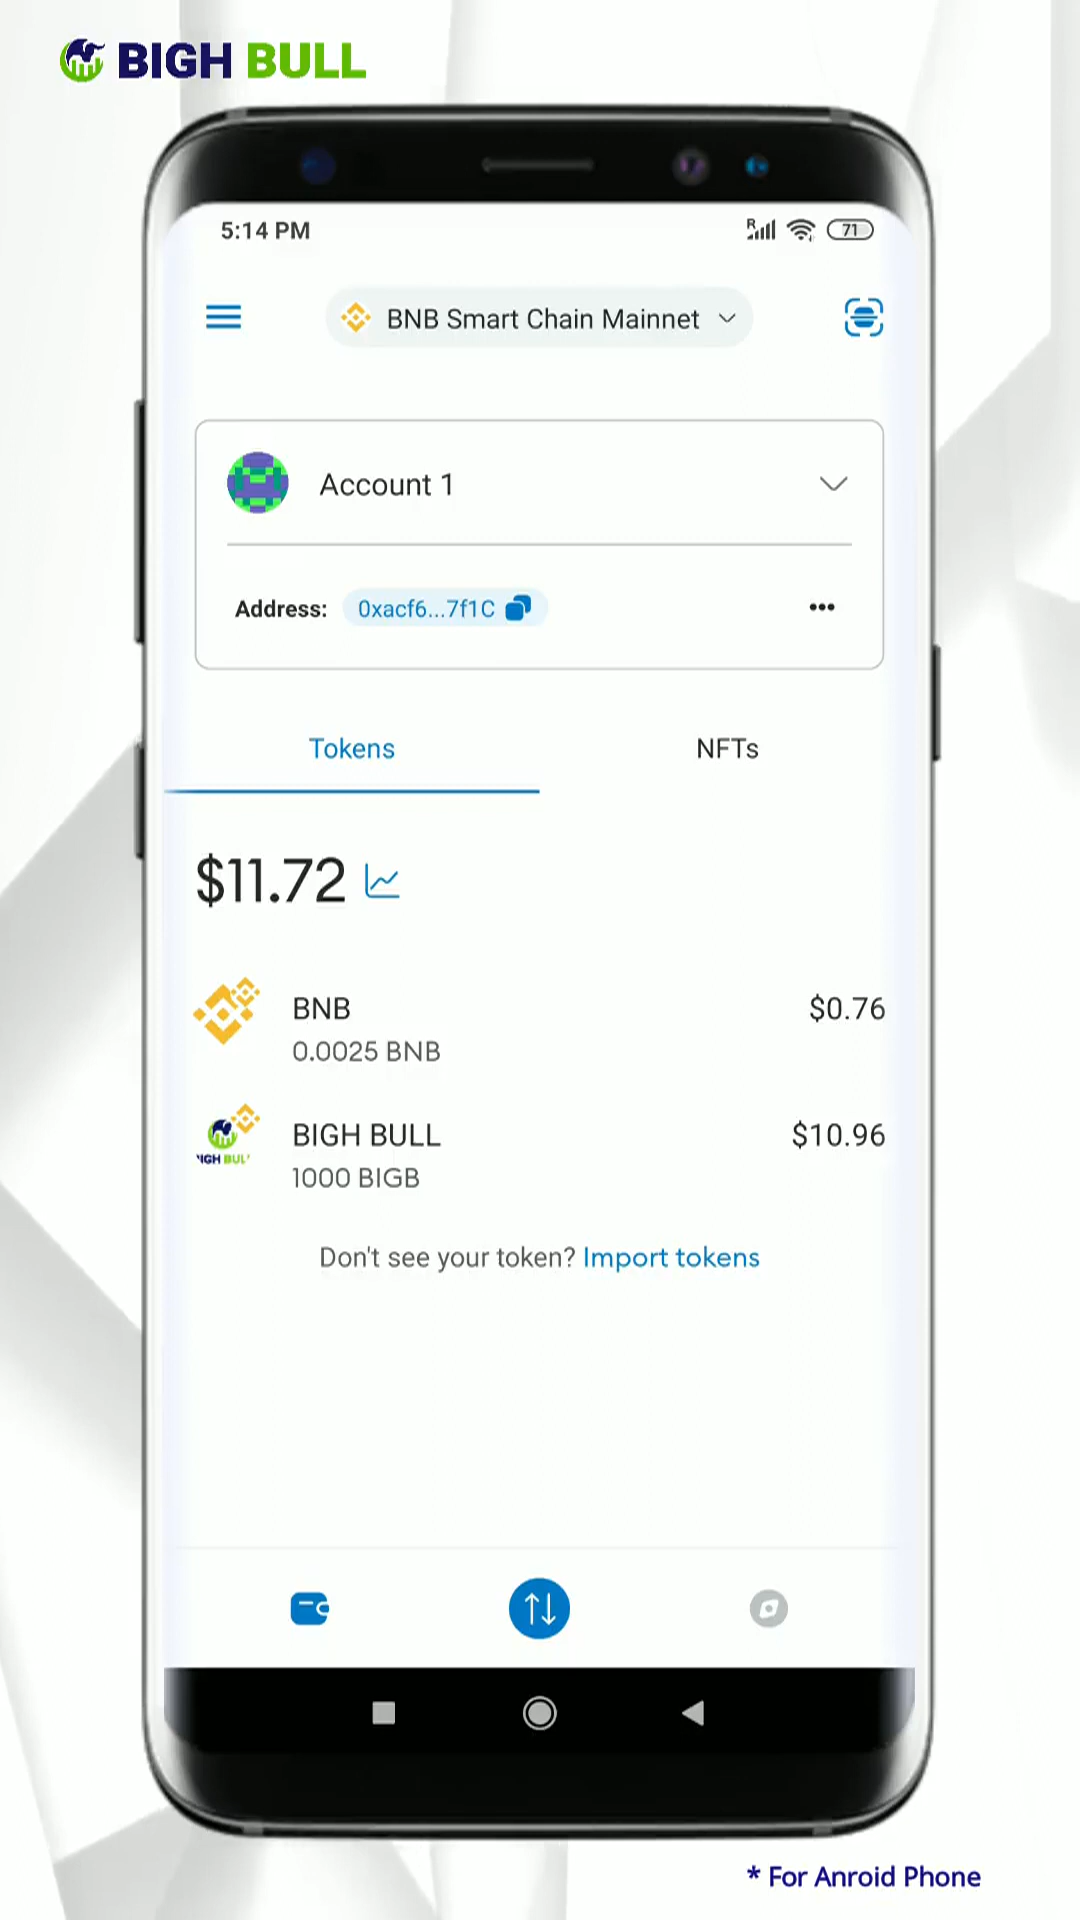 BIGH BULL
5:14 PM
R 71
BNB Smart Chain Mainnet
Account 1
Address: 0xacf6...7f1C
Tokens NFTs
$11.72
BNB $0.76
0.0025 BNB
BIGH BULL $10.96
IGH BUL
1000 BIGB
Don't see your token? Import tokens
* For Anroid Phone